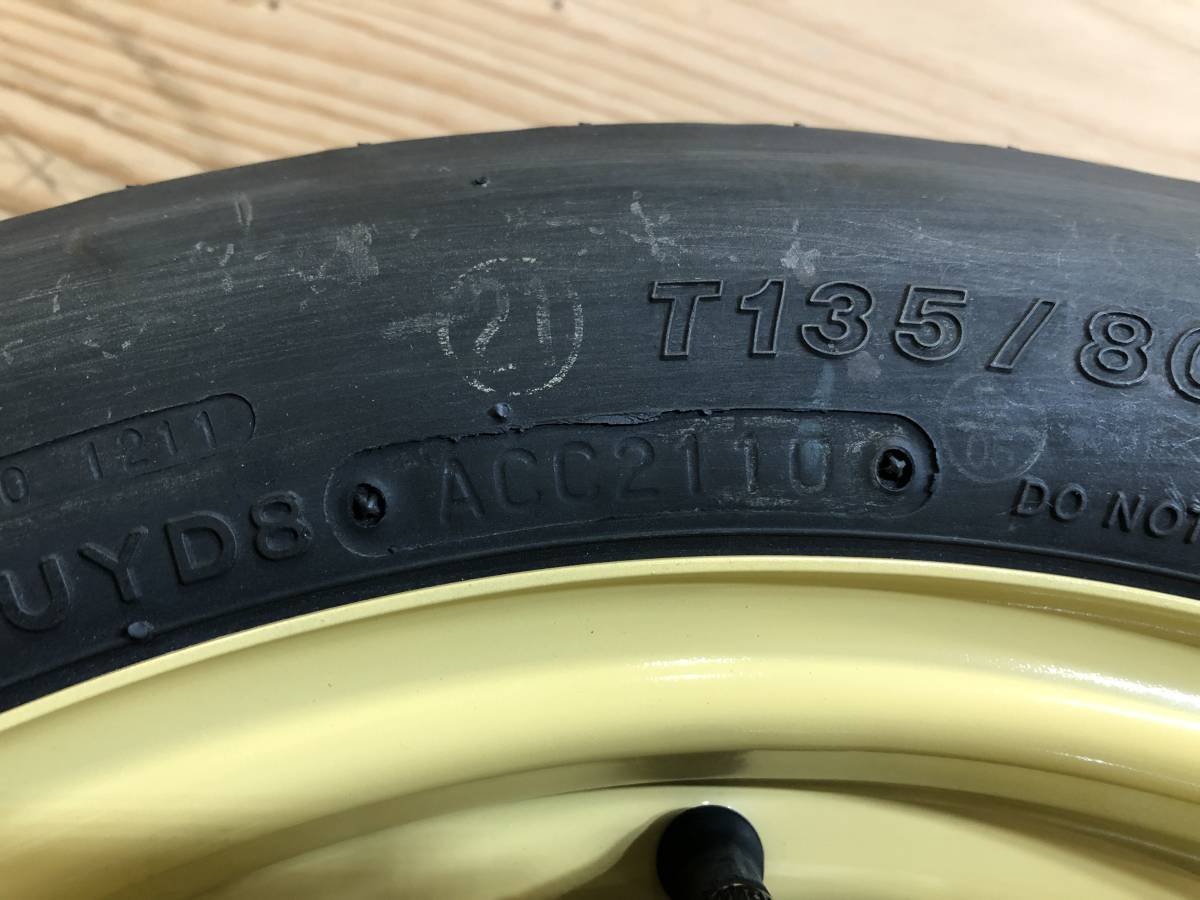 21
T135/80
0 1211
ACC2110
05
UYD8
DO NOT